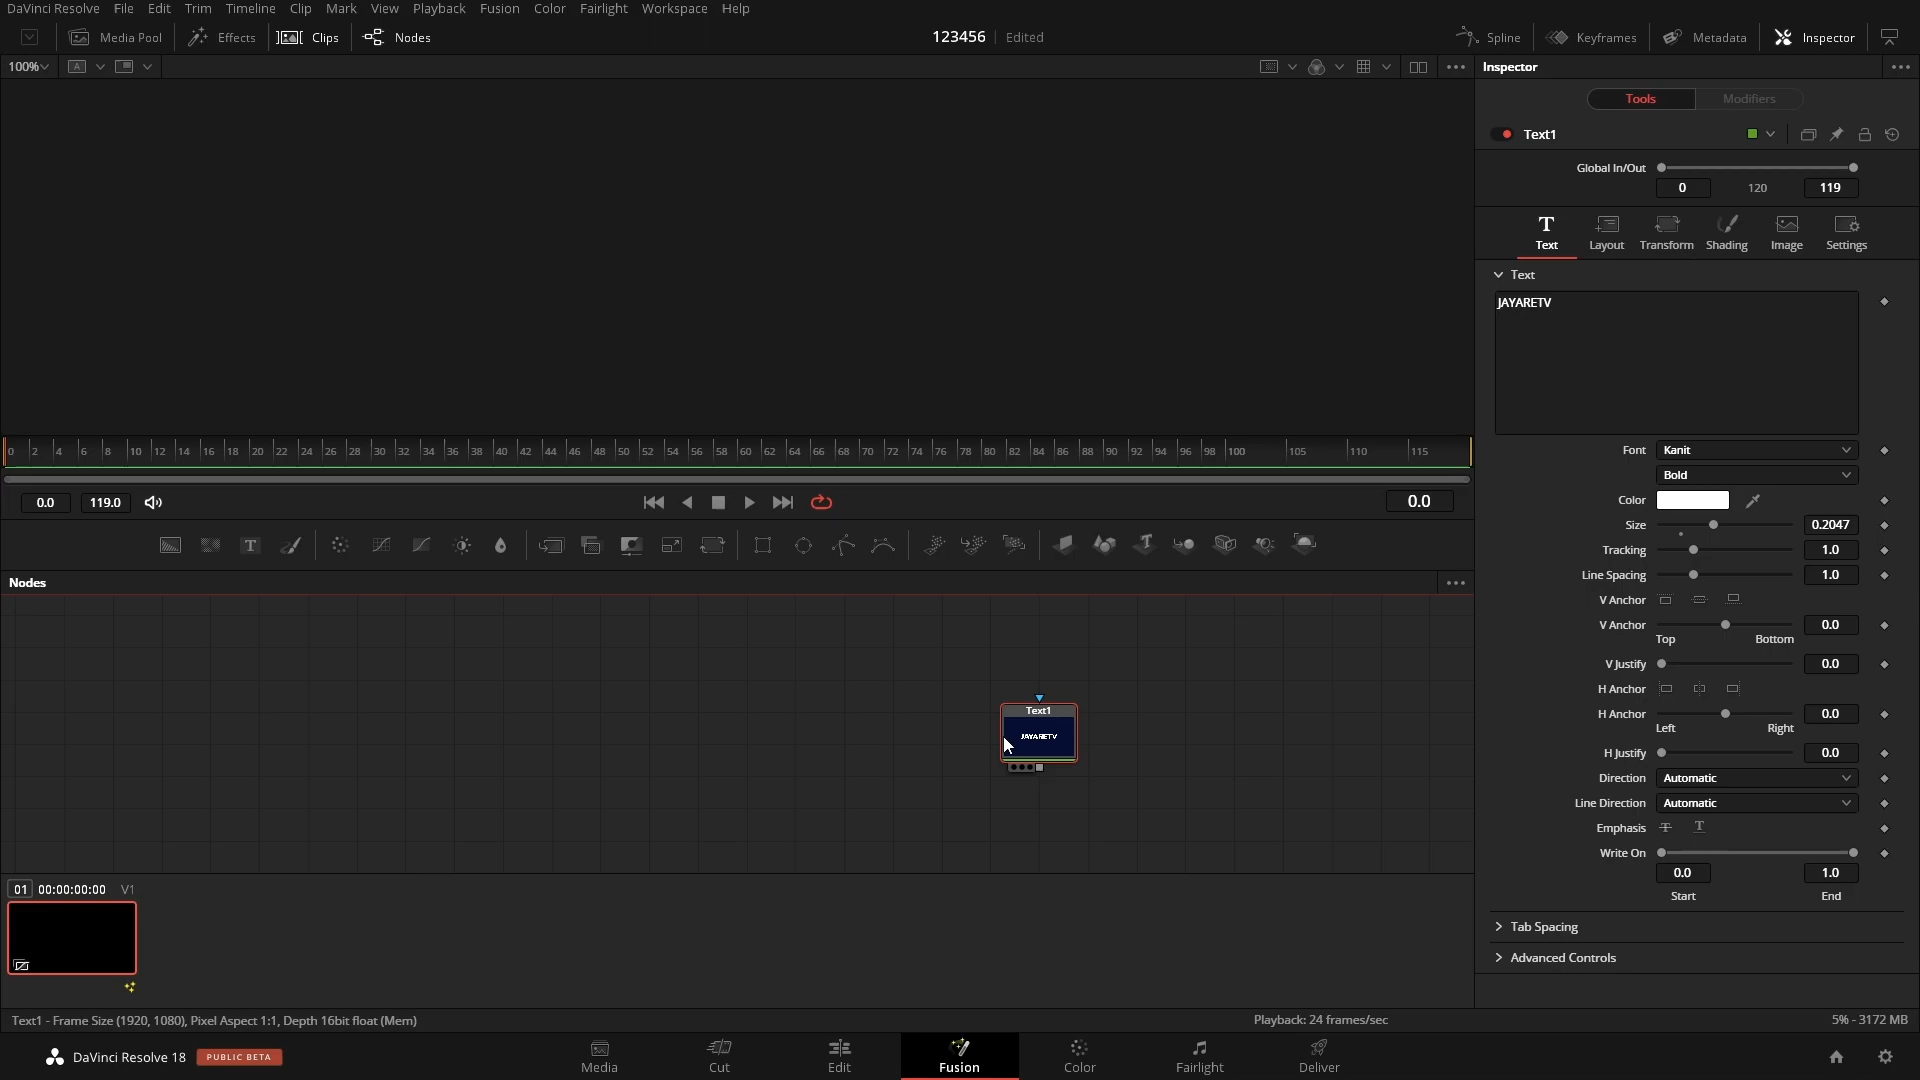 DaVinci Resolve File Edit Trim Timeline Clip Mark View Playback Fusion Color Fairlight Workspace Help
Media Pool Effects Clips Nodes 123456 Edited Spline Keyframes Metadata Inspector
100% A Inspector
Tools Modifiers
Text1
Global In/Out
0 120 119
T
Text Layout Transform Shading Image Settings
Text
JAYARETV
0 2 4 6 8 10 12 14 16 18 20 22 24 26 28 30 32 34 36 38 40 42 44 46 48 50 52 54 56 58 60 62 64 66 68 70 72 74 76 78 80 82 84 86 88 90 92 94 96 98 100 105 110 115
Font Kanit
Bold
0.0 119.0 0.0
Color
Size 0.2047
Tracking 1.0
Line Spacing 1.0
Nodes
V Anchor
V Anchor 0.0
Top Bottom
V Justify 0.0
H Anchor
H Anchor 0.0
Left Right
Text1
JAYARETV
H Justify 0.0
Direction Automatic
Line Direction Automatic
Emphasis T T
Write On
0.0 1.0
Start End
01 00:00:00:00 V1
Tab Spacing
Advanced Controls
Text1 - Frame Size (1920, 1080), Pixel Aspect 1:1, Depth 16bit float (Mem) Playback: 24 frames/sec 5% - 3172 MB
DaVinci Resolve 18 PUBLIC BETA Media Cut Edit Fusion Color Fairlight Deliver